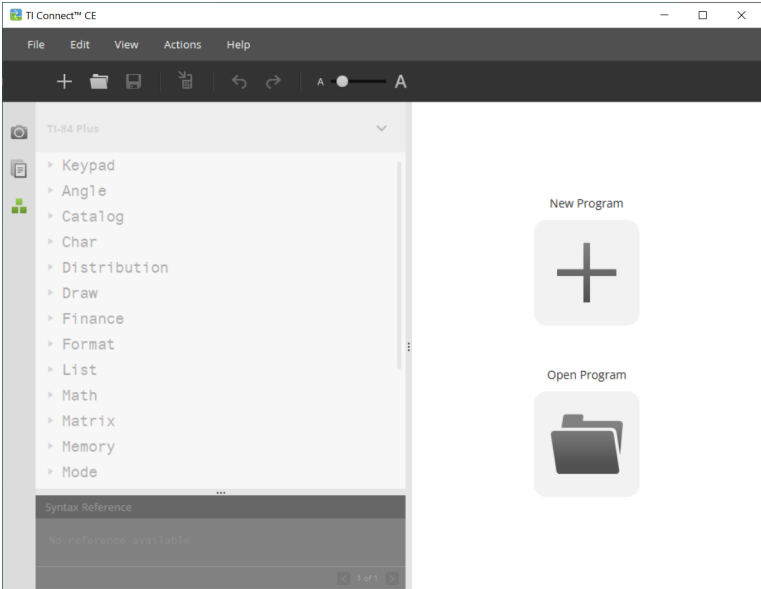 TI Connect™ CE
File Edit View Actions Help
A A
TI-84 Plus
Keypad
Angle
Catalog
Char
Distribution
Draw
Finance
Format
List
Math
Matrix
Memory
Mode
Syntax Reference
No reference available
< 1 of 1 >
New Program
Open Program